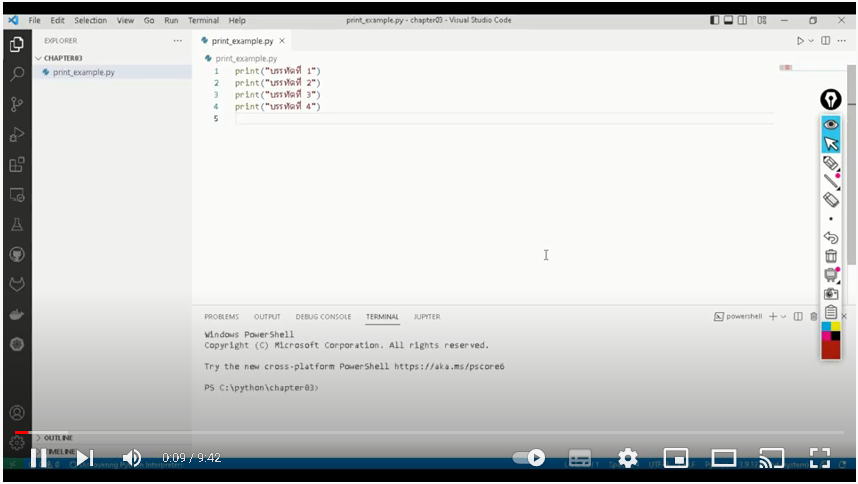 File Edit Selection View Go Run Terminal Help
print_example.py - chapter03 - Visual Studio Code
EXPLORER
CHAPTER03
print_example.py
print_example.py
print_example.py
1 print("บรรทัดที่ 1")
2 print("บรรทัดที่ 2")
3 print("บรรทัดที่ 3")
4 print("บรรทัดที่ 4")
5
PROBLEMS OUTPUT DEBUG CONSOLE TERMINAL JUPYTER
powershell
Windows PowerShell
Copyright (C) Microsoft Corporation. All rights reserved.
Try the new cross-platform PowerShell https://aka.ms/pscore6
PS C:\python\chapter03>
OUTLINE
TIMELINE
0:09 / 9:42